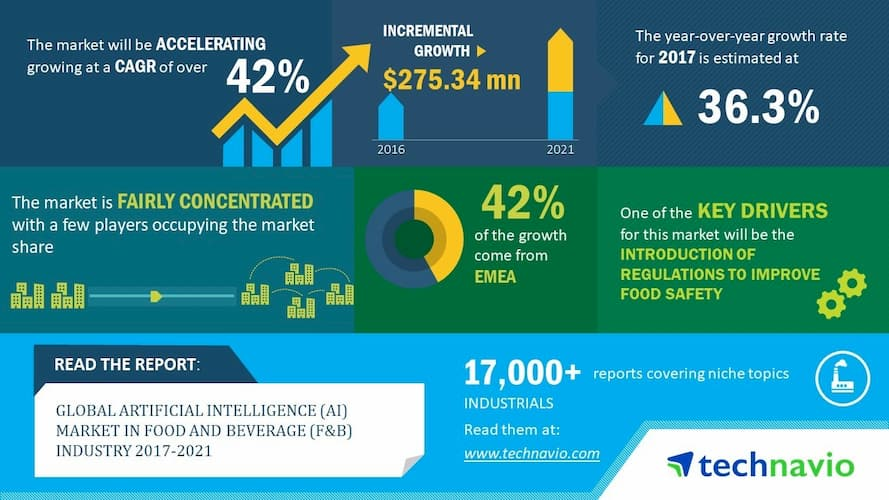 The market will be ACCELERATING
growing at a CAGR of over
42%
INCREMENTAL
GROWTH
$275.34 mn
2016
2021
The year-over-year growth rate
for 2017 is estimated at
36.3%
The market is FAIRLY CONCENTRATED
with a few players occupying the market
share
42%
of the growth
come from
EMEA
One of the KEY DRIVERS
for this market will be the
INTRODUCTION OF
REGULATIONS TO IMPROVE
FOOD SAFETY
READ THE REPORT:
GLOBAL ARTIFICIAL INTELLIGENCE (AI)
MARKET IN FOOD AND BEVERAGE (F&B)
INDUSTRY 2017-2021
17,000+ reports covering niche topics
INDUSTRIALS
Read them at:
www.technavio.com
technavio